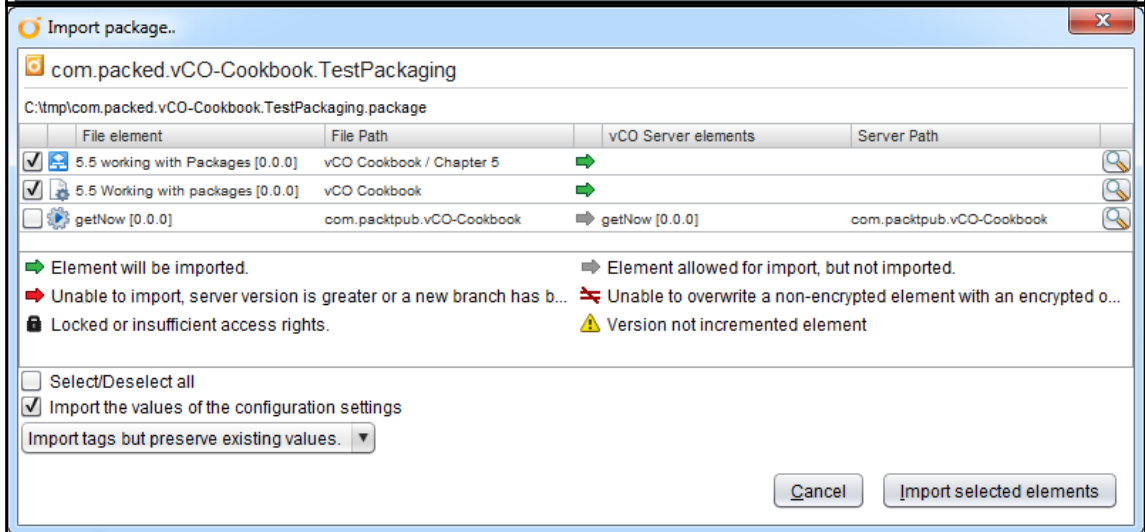 Import package..
com.packed.vCO-Cookbook.TestPackaging
C:\tmp\com.packed.vCO-Cookbook.TestPackaging.package
File element File Path vCO Server elements Server Path
5.5 working with Packages [0.0.0] vCO Cookbook / Chapter 5
5.5 Working with packages [0.0.0] vCO Cookbook
getNow [0.0.0] com.packtpub.vCO-Cookbook getNow [0.0.0] com.packtpub.vCO-Cookbook
Element will be imported. Element allowed for import, but not imported.
Unable to import, server version is greater or a new branch has b... Unable to overwrite a non-encrypted element with an encrypted o...
Locked or insufficient access rights. Version not incremented element
Select/Deselect all
Import the values of the configuration settings
Import tags but preserve existing values.
Cancel Import selected elements